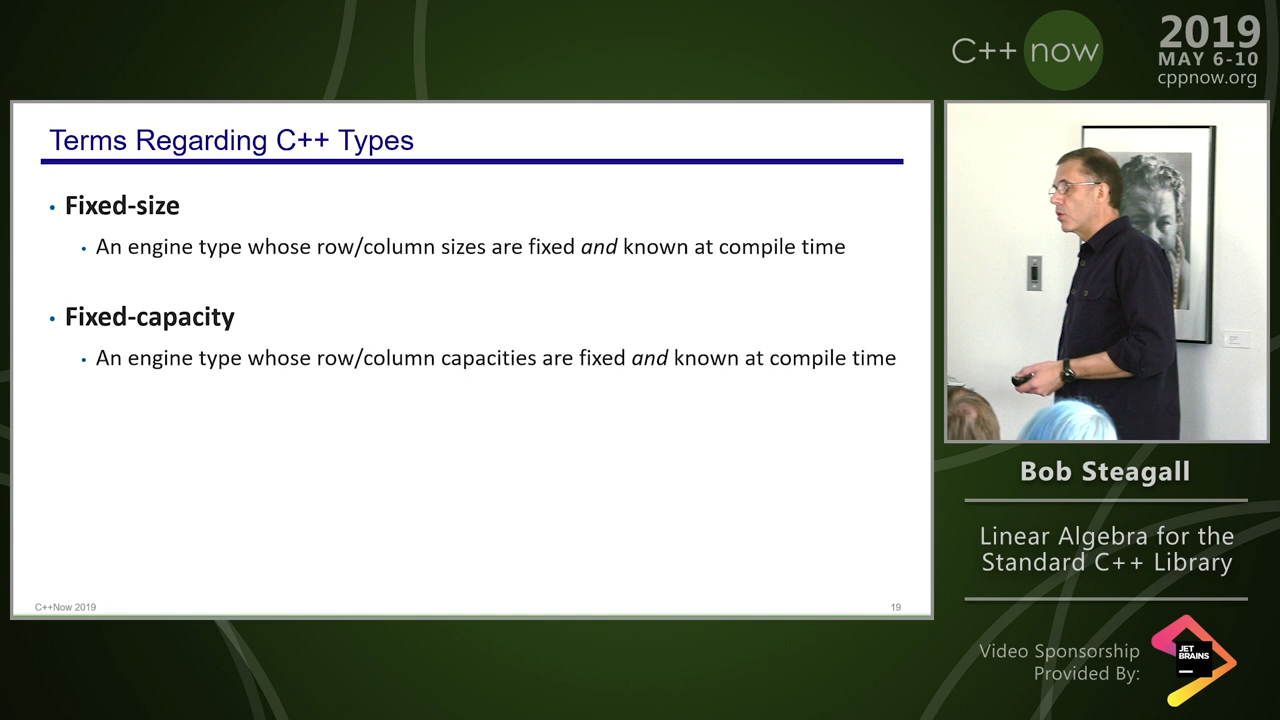 C++ now
2019
MAY 6-10
cppnow.org
Terms Regarding C++ Types
• Fixed-size
• An engine type whose row/column sizes are fixed and known at compile time
• Fixed-capacity
• An engine type whose row/column capacities are fixed and known at compile time
C++Now 2019
19
Bob Steagall
Linear Algebra for the
Standard C++ Library
Video Sponsorship
Provided By:
JET
BRAINS